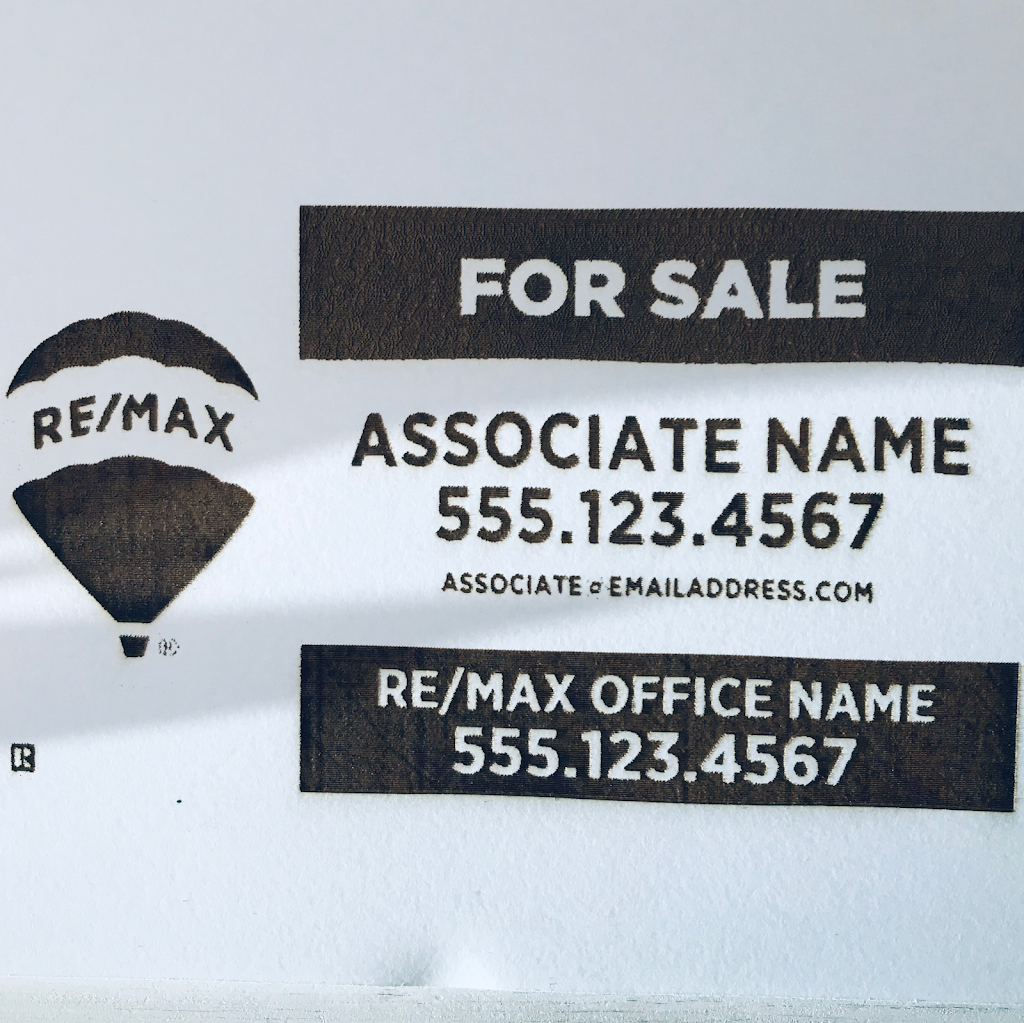 FOR SALE
RE/MAX
ASSOCIATE NAME
555.123.4567
ASSOCIATE@EMAILADDRESS.COM
®
RE/MAX OFFICE NAME
555.123.4567
R